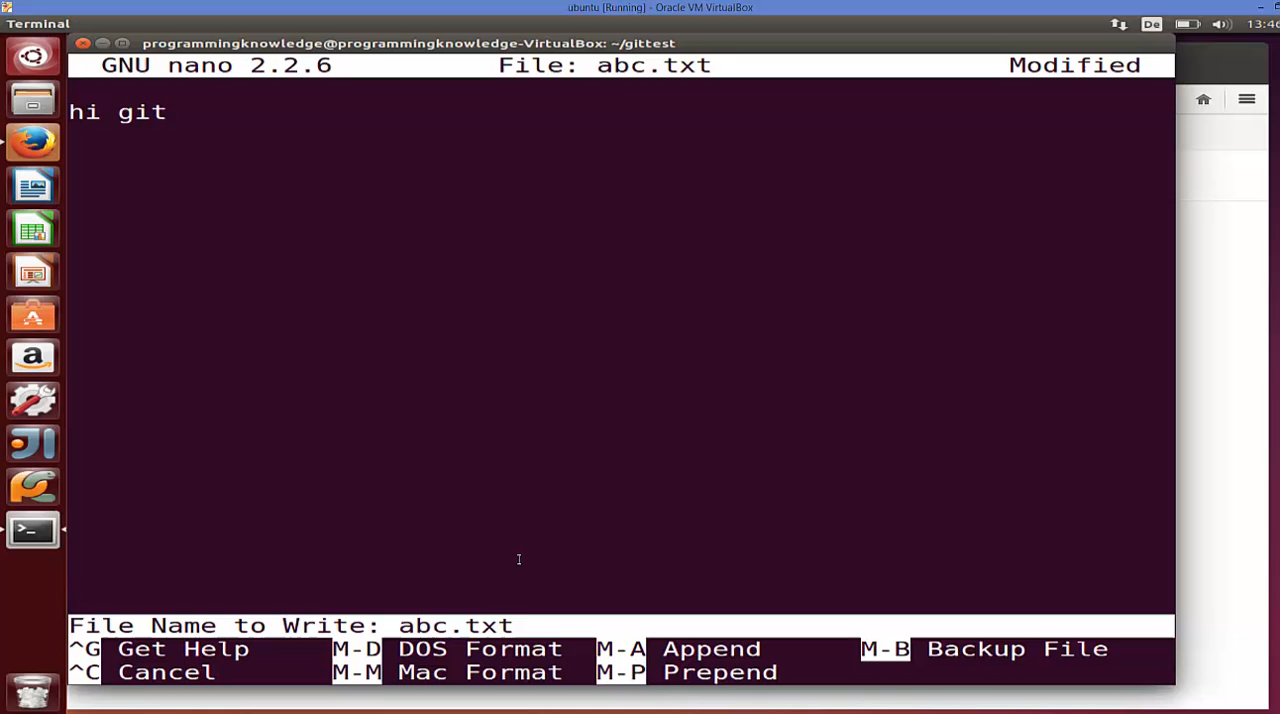 ubuntu [Running] - Oracle VM VirtualBox
Terminal
De
13:46
programmingknowledge@programmingknowledge-VirtualBox: ~/gittest
GNU nano 2.2.6 File: abc.txt Modified
hi git
File Name to Write: abc.txt
^G Get Help M-D DOS Format M-A Append M-B Backup File
^C Cancel M-M Mac Format M-P Prepend